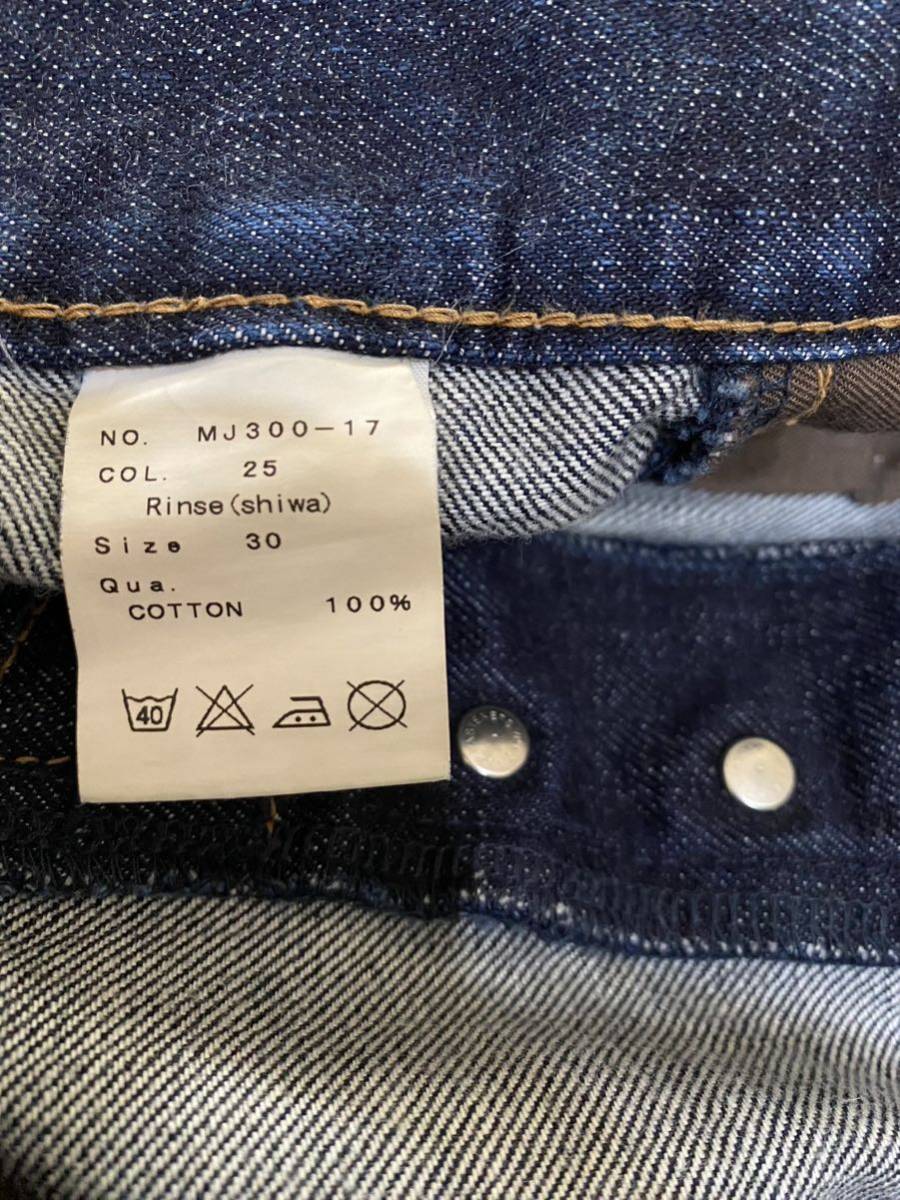 NO. MJ300-17
COL. 25
Rinse(shiwa)
Size 30
Qua.
COTTON 100%
40